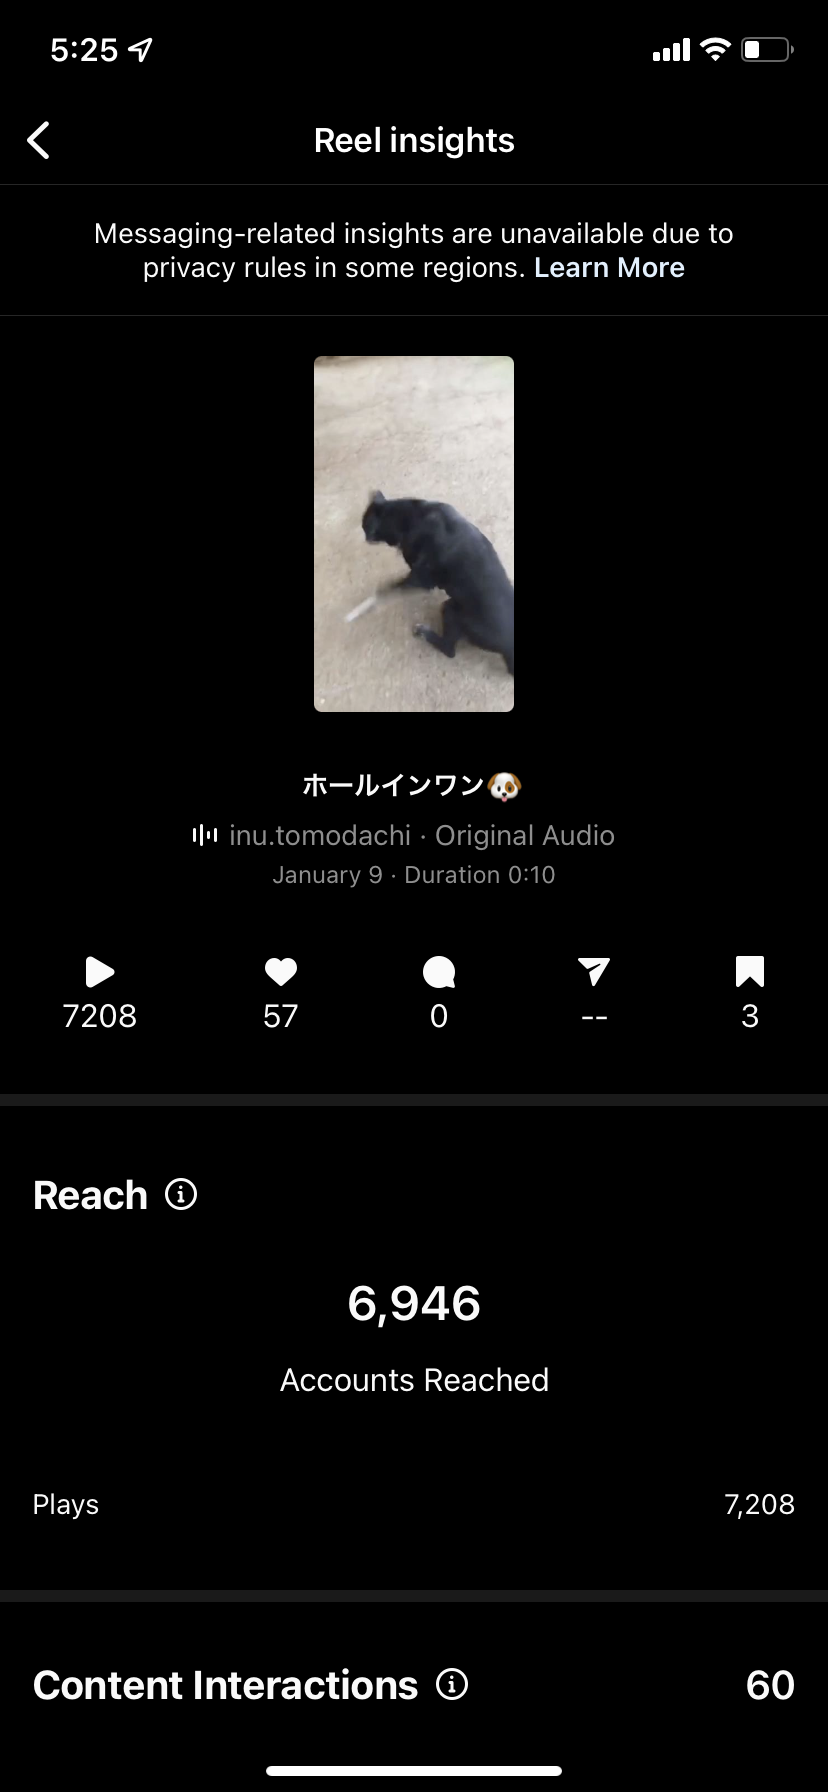 5:25
Reel insights
Messaging-related insights are unavailable due to
privacy rules in some regions. Learn More
ホールインワン🐶
inu.tomodachi · Original Audio
January 9 · Duration 0:10
7208 57 0 -- 3
Reach
6,946
Accounts Reached
Plays 7,208
Content Interactions 60